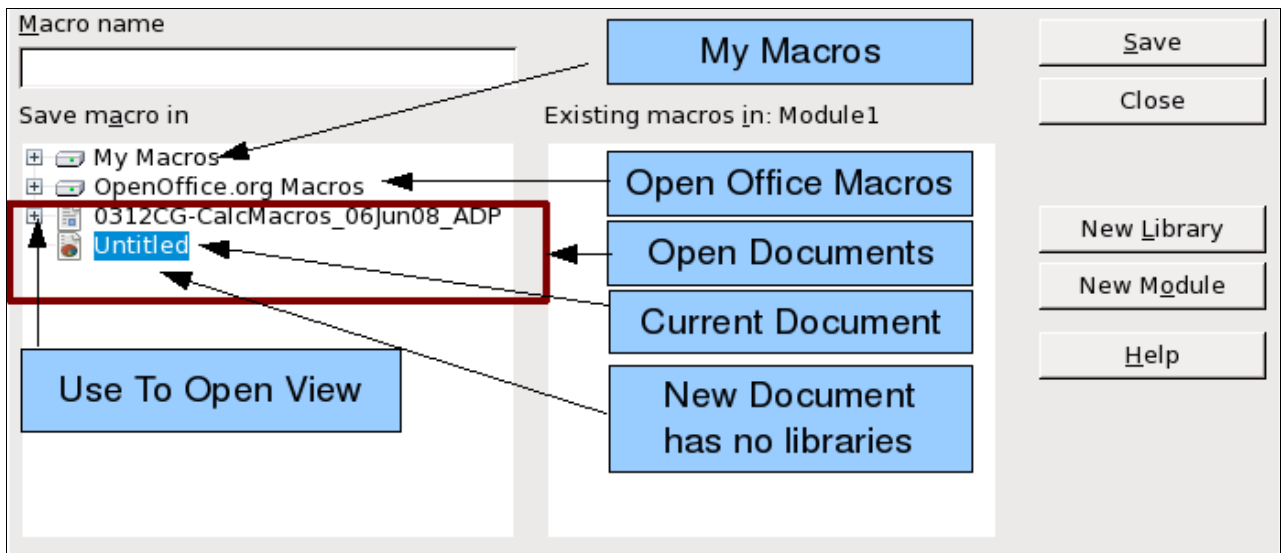 Macro name
My Macros
Save
Close
Save macro in
Existing macros in: Module1
My Macros
OpenOffice.org Macros
Open Office Macros
0312CG-CalcMacros_06Jun08_ADP
Untitled
Open Documents
New Library
New Module
Current Document
Help
Use To Open View
New Document
has no libraries